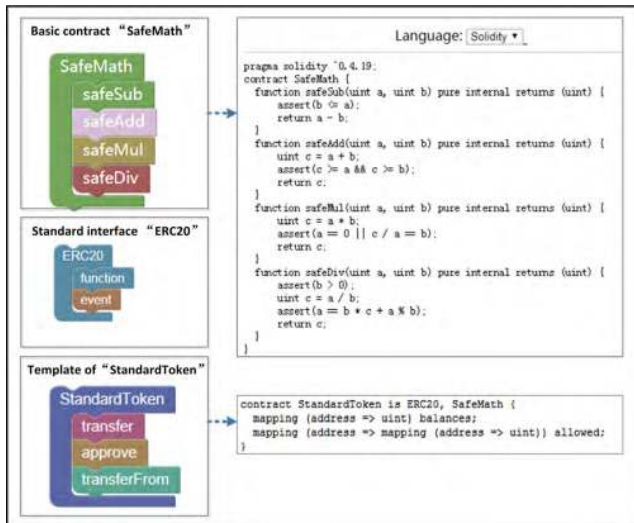 Basic contract “SafeMath”
SafeMath
safeSub
safeAdd
safeMul
safeDiv
Standard interface “ERC20”
ERC20
function
event
Template of “StandardToken”
StandardToken
transfer
approve
transferFrom
Language: Solidity ▼
pragma solidity ^0.4.19;
contract SafeMath {
function safeSub(uint a, uint b) pure internal returns (uint) {
assert(b <= a);
return a - b;
}
function safeAdd(uint a, uint b) pure internal returns (uint) {
uint c = a + b;
assert(c >= a && c >= b);
return c;
}
function safeMul(uint a, uint b) pure internal returns (uint) {
uint c = a * b;
assert(a == 0 || c / a == b);
return c;
}
function safeDiv(uint a, uint b) pure internal returns (uint) {
assert(b > 0);
uint c = a / b;
assert(a == b * c + a % b);
return c;
}
}
contract StandardToken is ERC20, SafeMath {
mapping (address => uint) balances;
mapping (address => mapping (address => uint)) allowed;
}